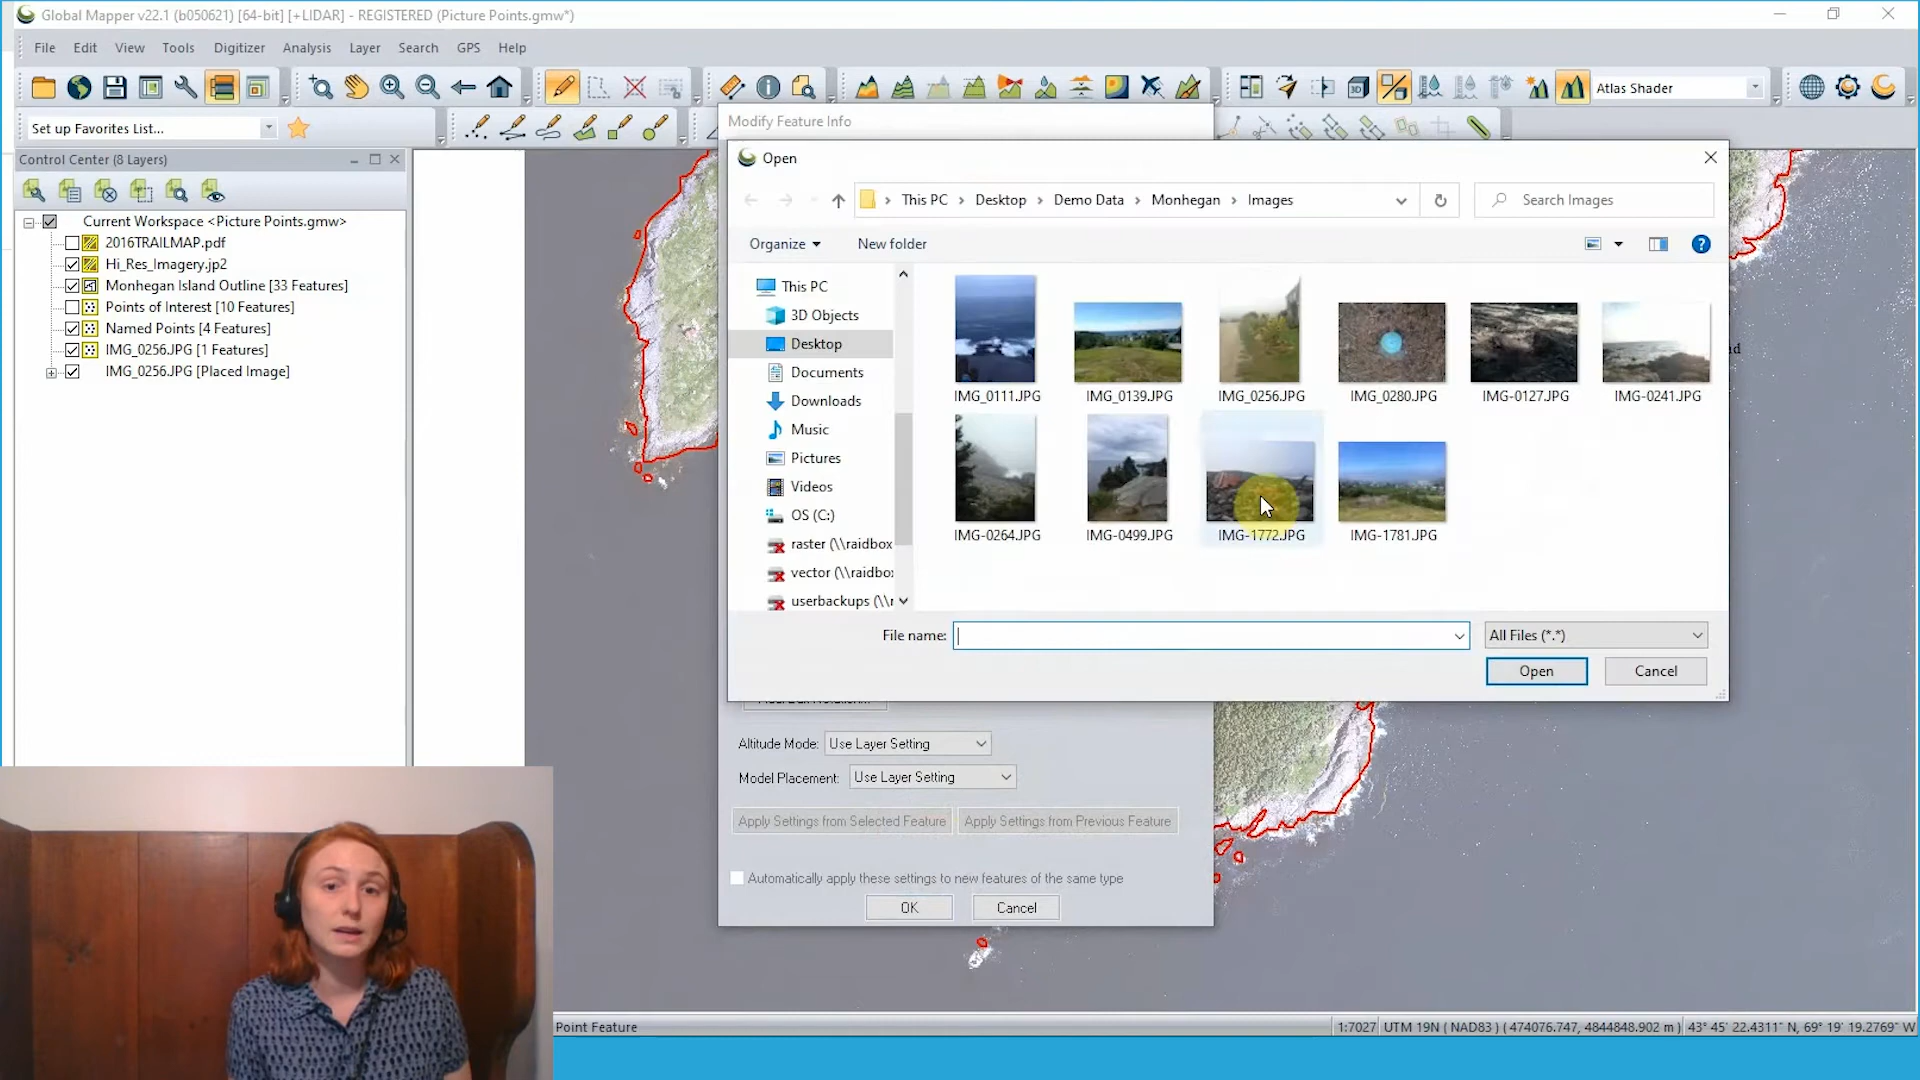 Global Mapper v22.1 (b050621) [64-bit] [+LIDAR] - REGISTERED (Picture Points.gmw*)
File Edit View Tools Digitizer Analysis Layer Search GPS Help
Atlas Shader
Set up Favorites List...
Modify Feature Info
Control Center (8 Layers)
Current Workspace <Picture Points.gmw>
2016TRAILMAP.pdf
Hi_Res_Imagery.jp2
Monhegan Island Outline [33 Features]
Points of Interest [10 Features]
Named Points [4 Features]
IMG_0256.JPG [1 Features]
IMG_0256.JPG [Placed Image]
Open
This PC > Desktop > Demo Data > Monhegan > Images
Search Images
Organize New folder
This PC
3D Objects
Desktop
Documents
Downloads
Music
Pictures
Videos
OS (C:)
raster (\\raidbox
vector (\\raidbo
userbackups (\\
IMG_0111.JPG IMG_0139.JPG IMG_0256.JPG IMG_0280.JPG IMG-0127.JPG IMG-0241.JPG
IMG-0264.JPG IMG-0499.JPG IMG-1772.JPG IMG-1781.JPG
File name:
All Files (*.*)
Open Cancel
Altitude Mode: Use Layer Setting
Model Placement: Use Layer Setting
Apply Settings from Selected Feature Apply Settings from Previous Feature
Automatically apply these settings to new features of the same type
OK Cancel
Point Feature
1:7027 UTM 19N ( NAD83 ) ( 474076.747, 4844848.902 m ) 43° 45' 22.4311" N, 69° 19' 19.2769" W